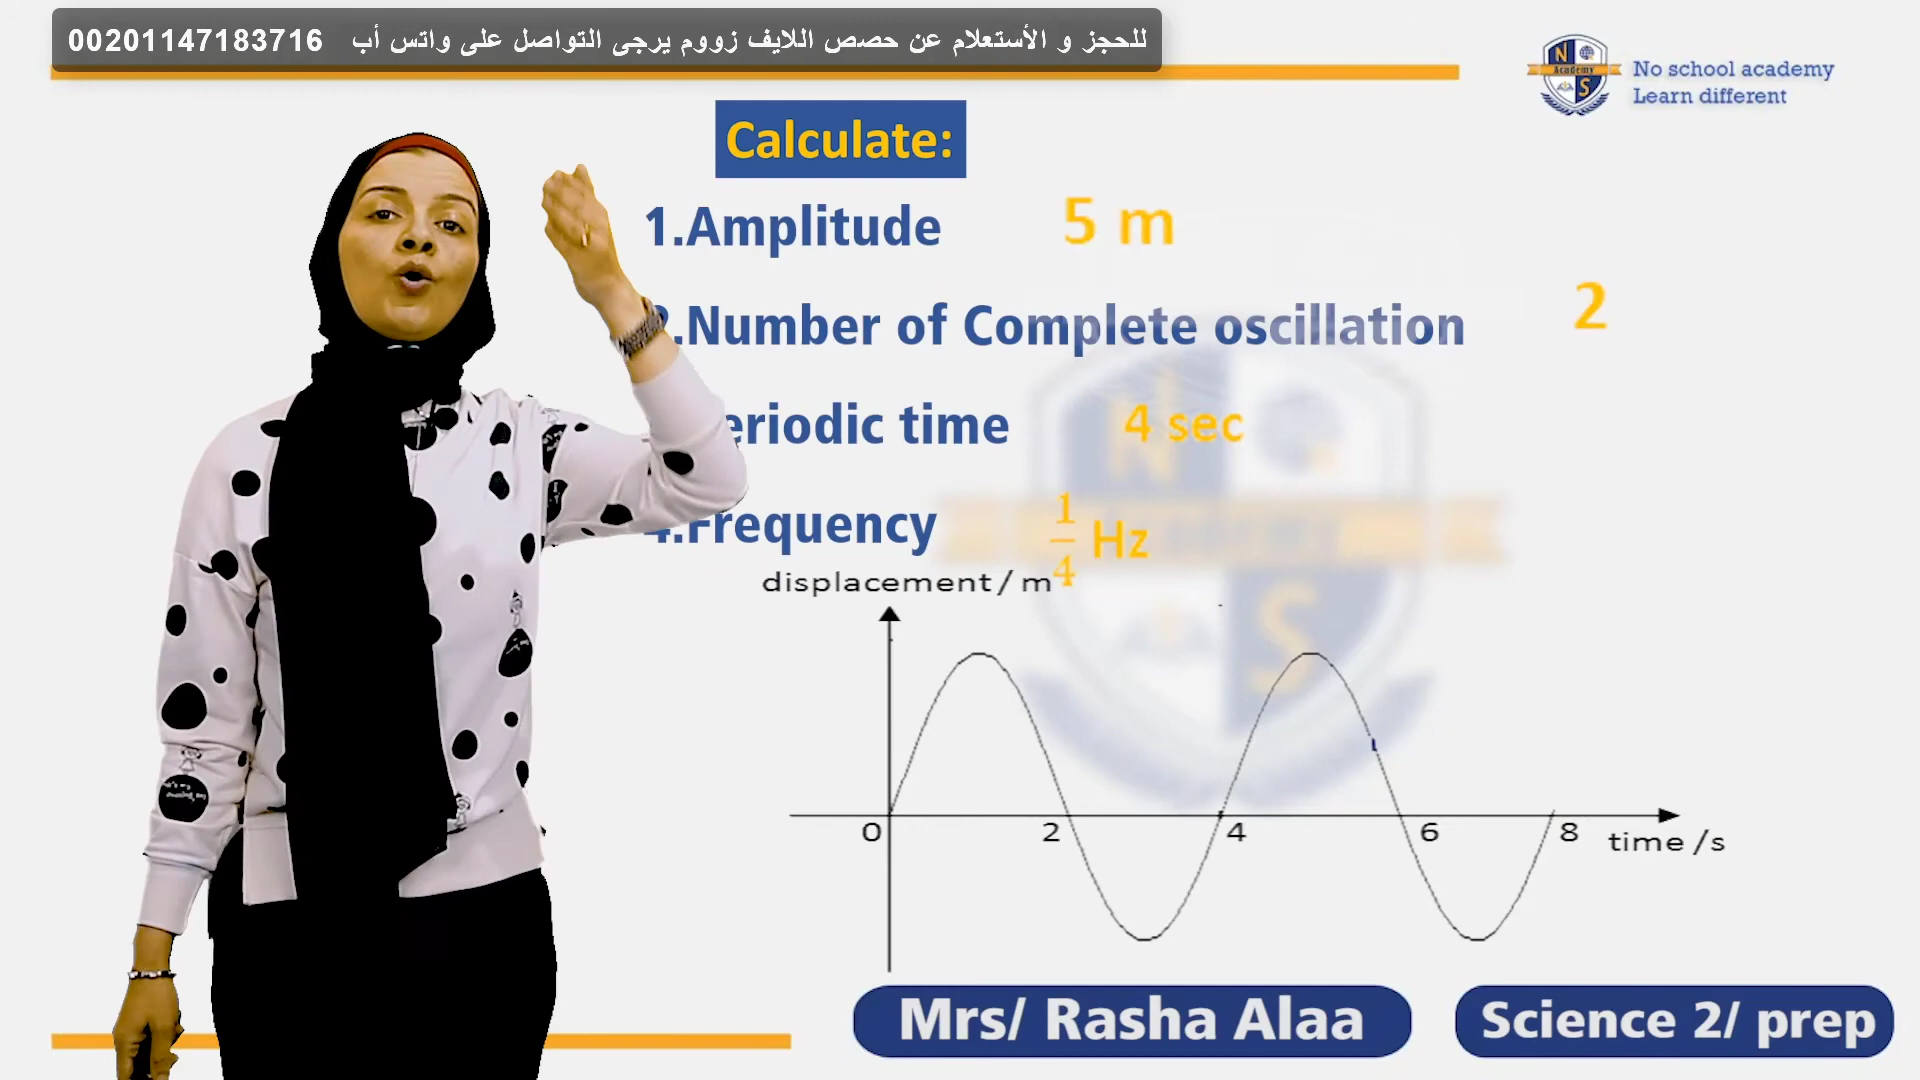 للحجز و الأستعلام عن حصص اللايف زووم يرجى التواصل على واتس أب 00201147183716
No school academy
Learn different
N Academy S
Calculate:
1.Amplitude 5 m
.Number of Complete oscillation 2
eriodic time 4 sec
4.Frequency 1/4 Hz
displacement / m
0 2 4 6 8 time /s
Mrs/ Rasha Alaa
Science 2/ prep